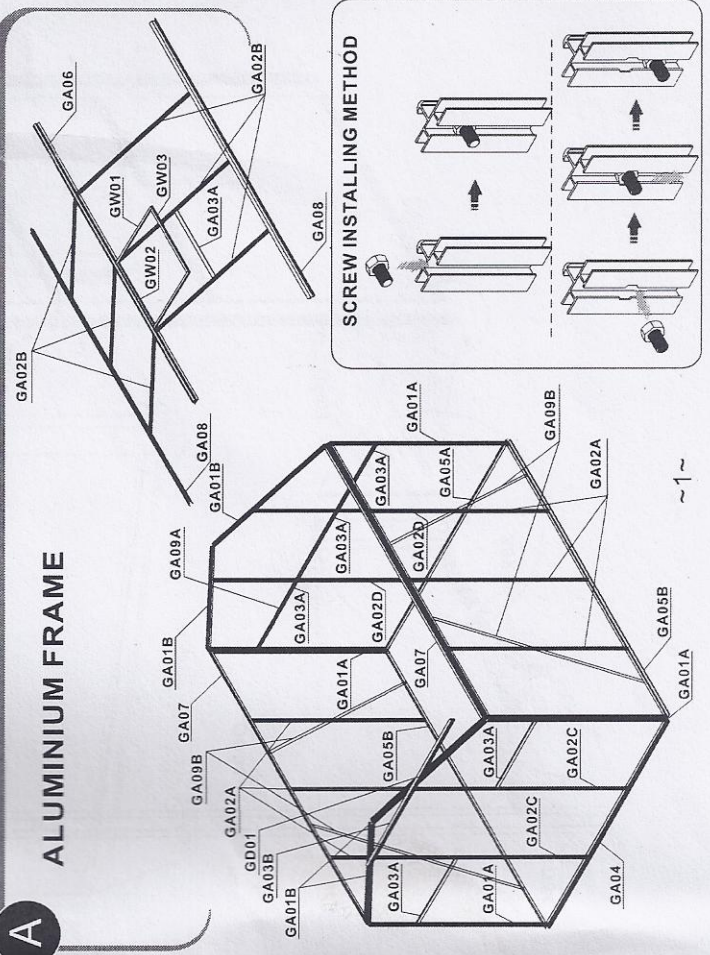 A
ALUMINIUM FRAME
GA02B
GA06
GW01
GW03
GA02B
GW02
GA03A
GA08
GA08
GA01B
GA09A
GA01B
GA07
GA09B
GA02A
GD01
GA03B
GA01B
GA03A
GA03A
GA03A
GA02D
GA02D
GA01A
GA05A
GA01A
GA09B
GA02A
GA07
GA05B
GA03A
GA02C
GA02C
GA03A
GA01A
GA04
GA05B
GA01A
SCREW INSTALLING METHOD
~1~